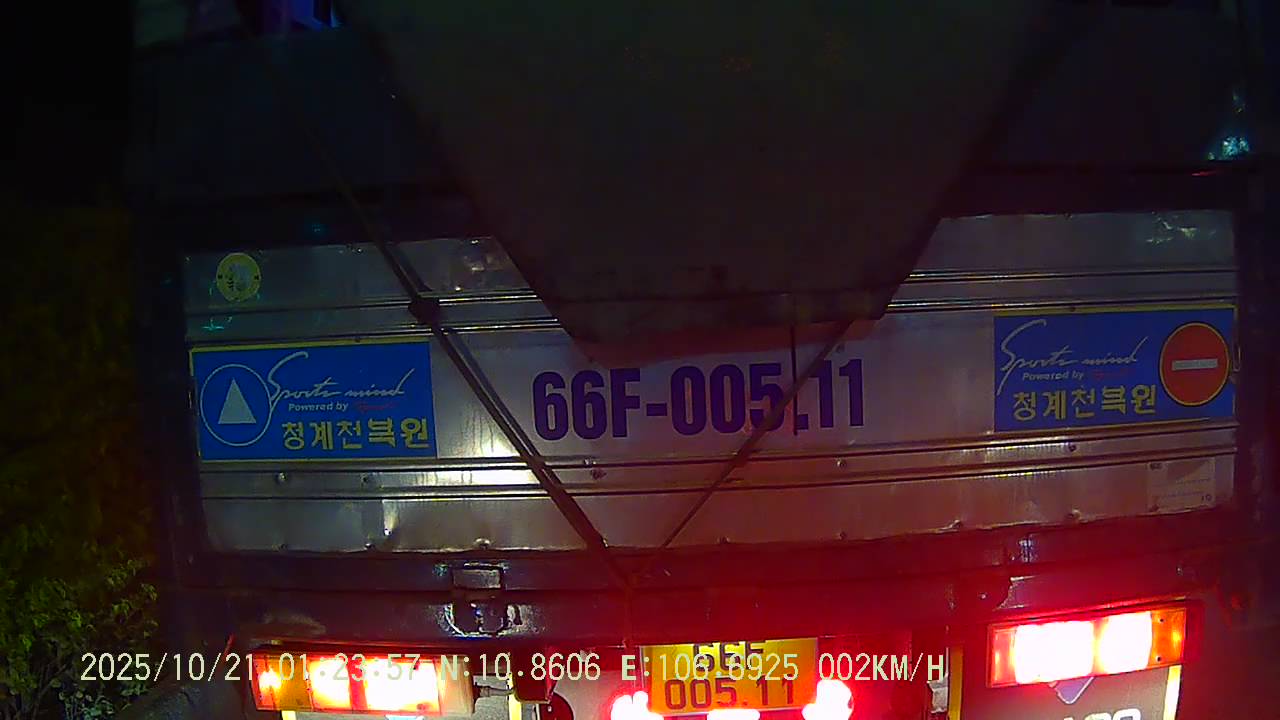 66F-005.11
Sports mind
Powered by
청계천북원
Sports mind
Powered by
청계천북원
66F
005.11
2025/10/21 01:23:57 N:10.8606 E:106.6925 002KM/H